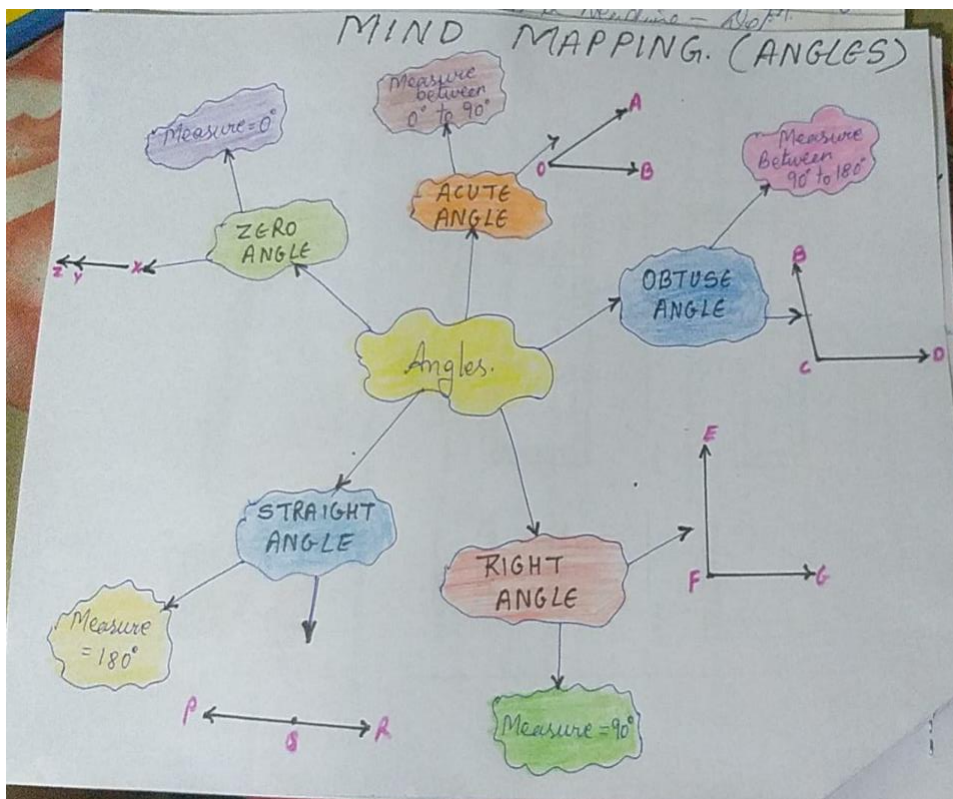 MIND MAPPING. (ANGLES)
Measure
between
0° to 90°
Measure=0°
A
O
B
Measure
Between
90° to 180°
ACUTE
ANGLE
ZERO
ANGLE
Z
Y
X
OBTUSE
ANGLE
B
C
D
Angles.
E
F
G
STRAIGHT
ANGLE
RIGHT
ANGLE
Measure
= 180°
P
R
Measure = 90°